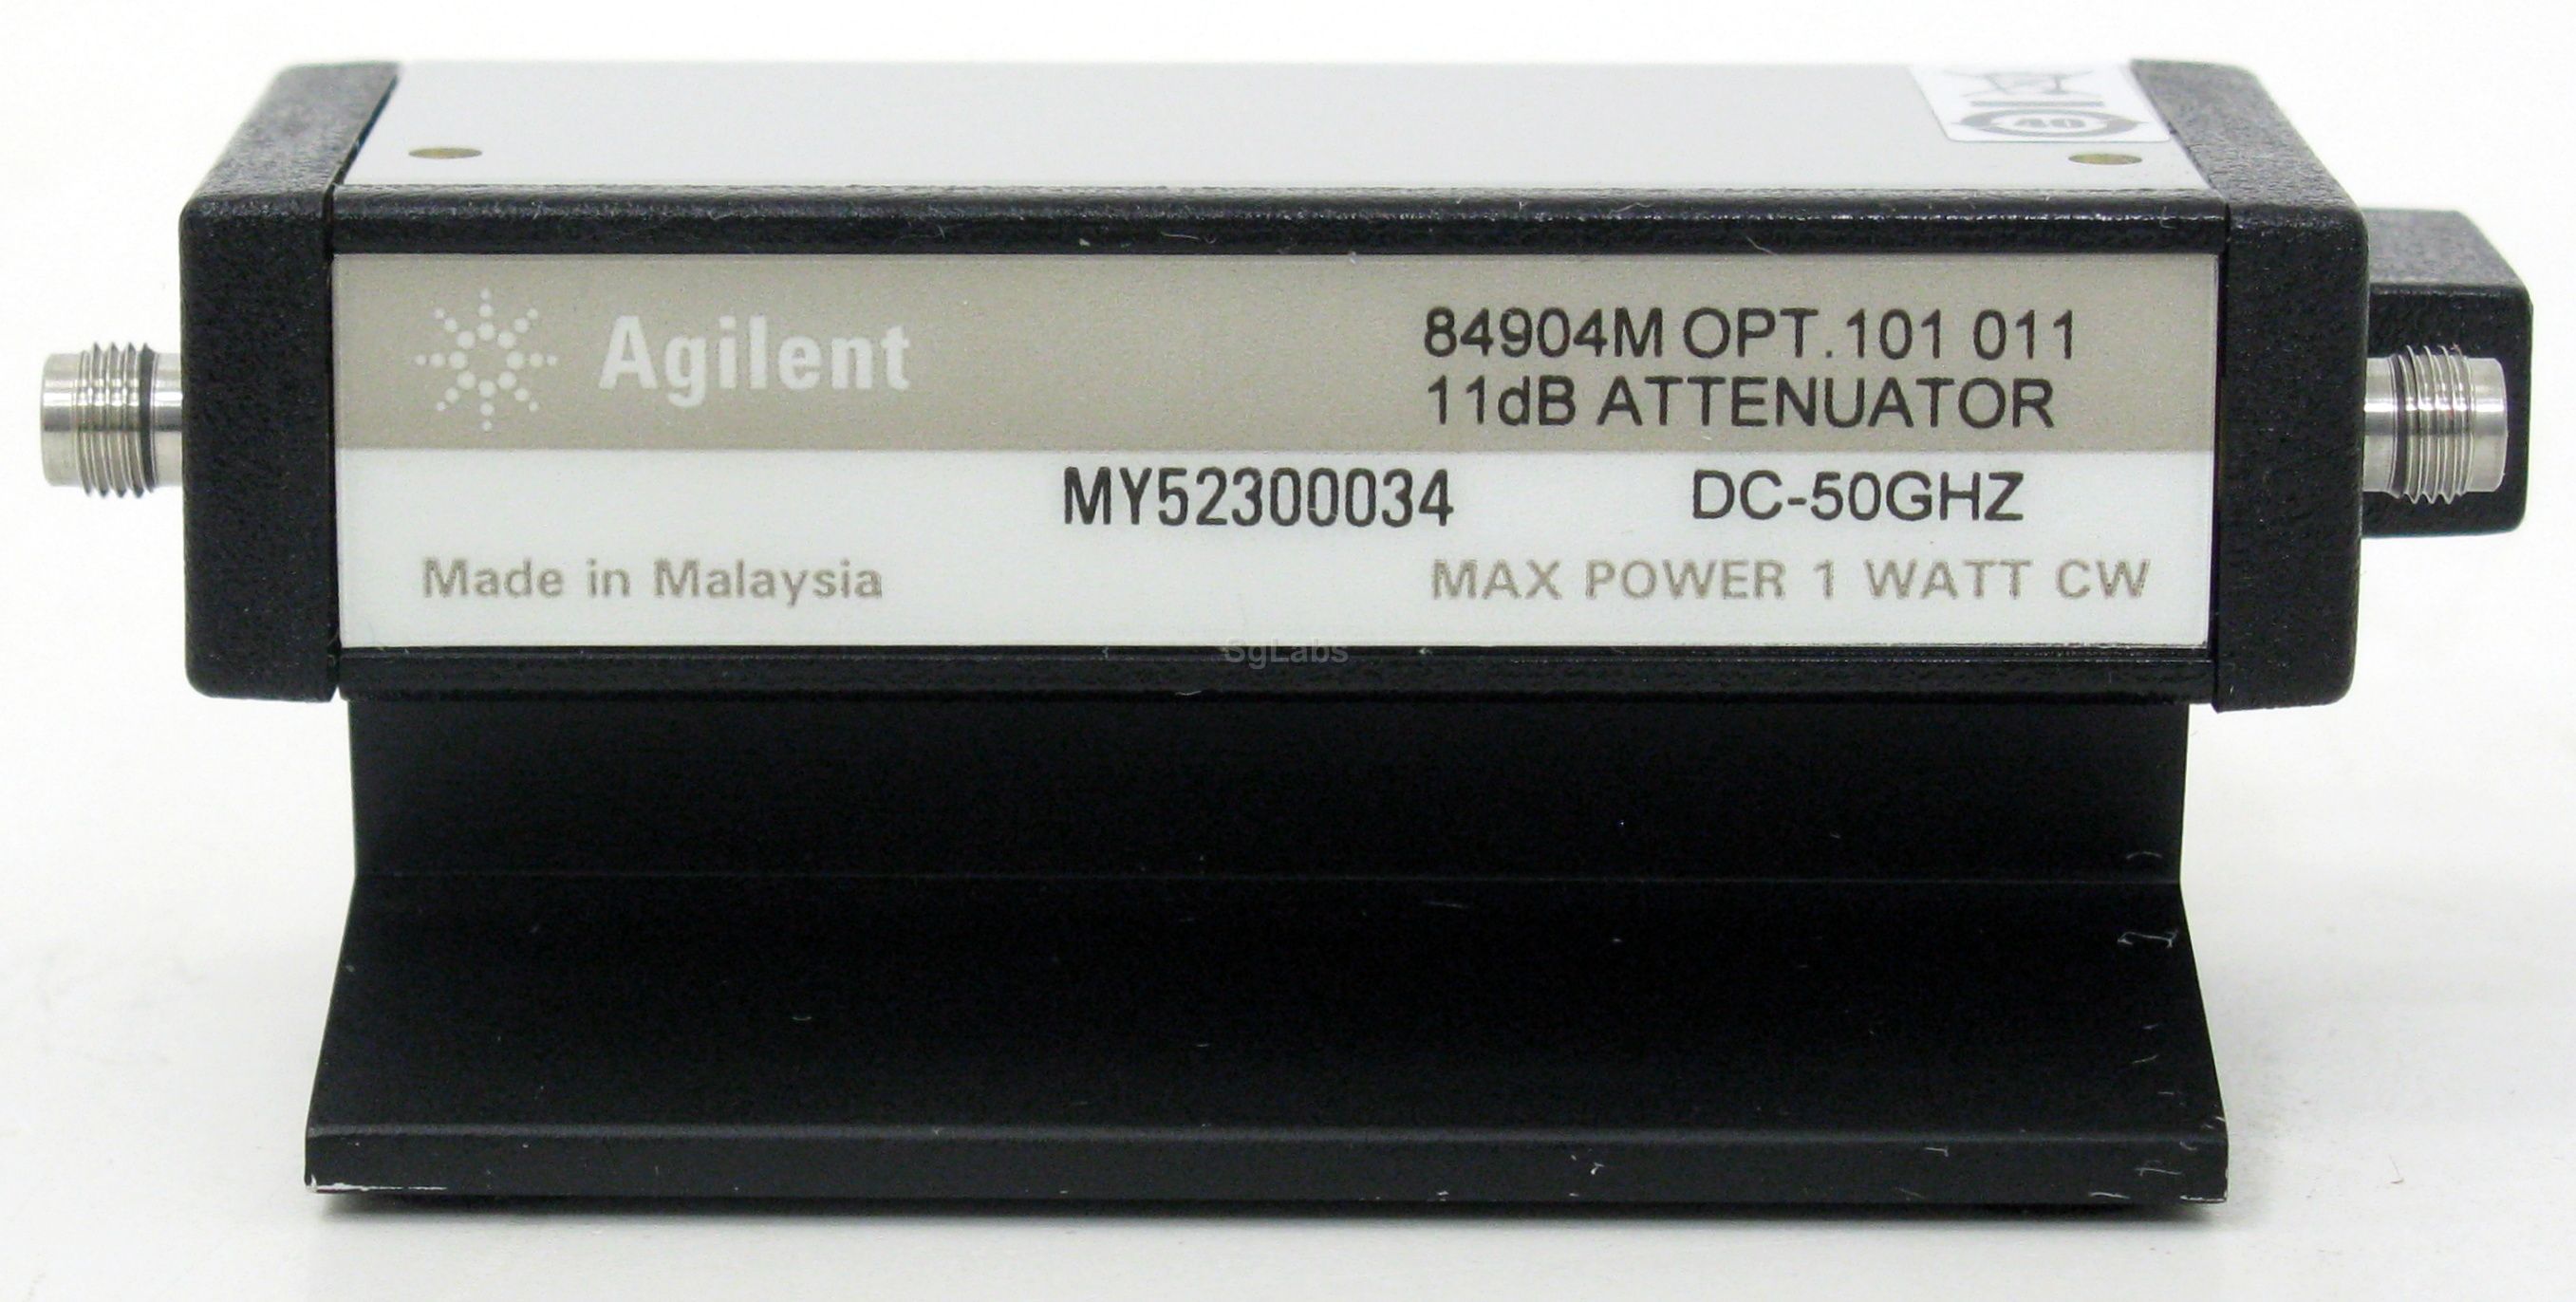 40
Agilent
84904M OPT.101 011
11dB ATTENUATOR
MY52300034
DC-50GHZ
Made in Malaysia
MAX POWER 1 WATT CW
SgLabs